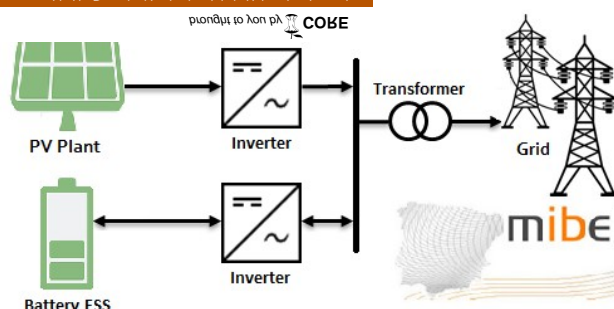 brought to you by CORE
Transformer
PV Plant
Inverter
Grid
mibe
Inverter
Battery ESS